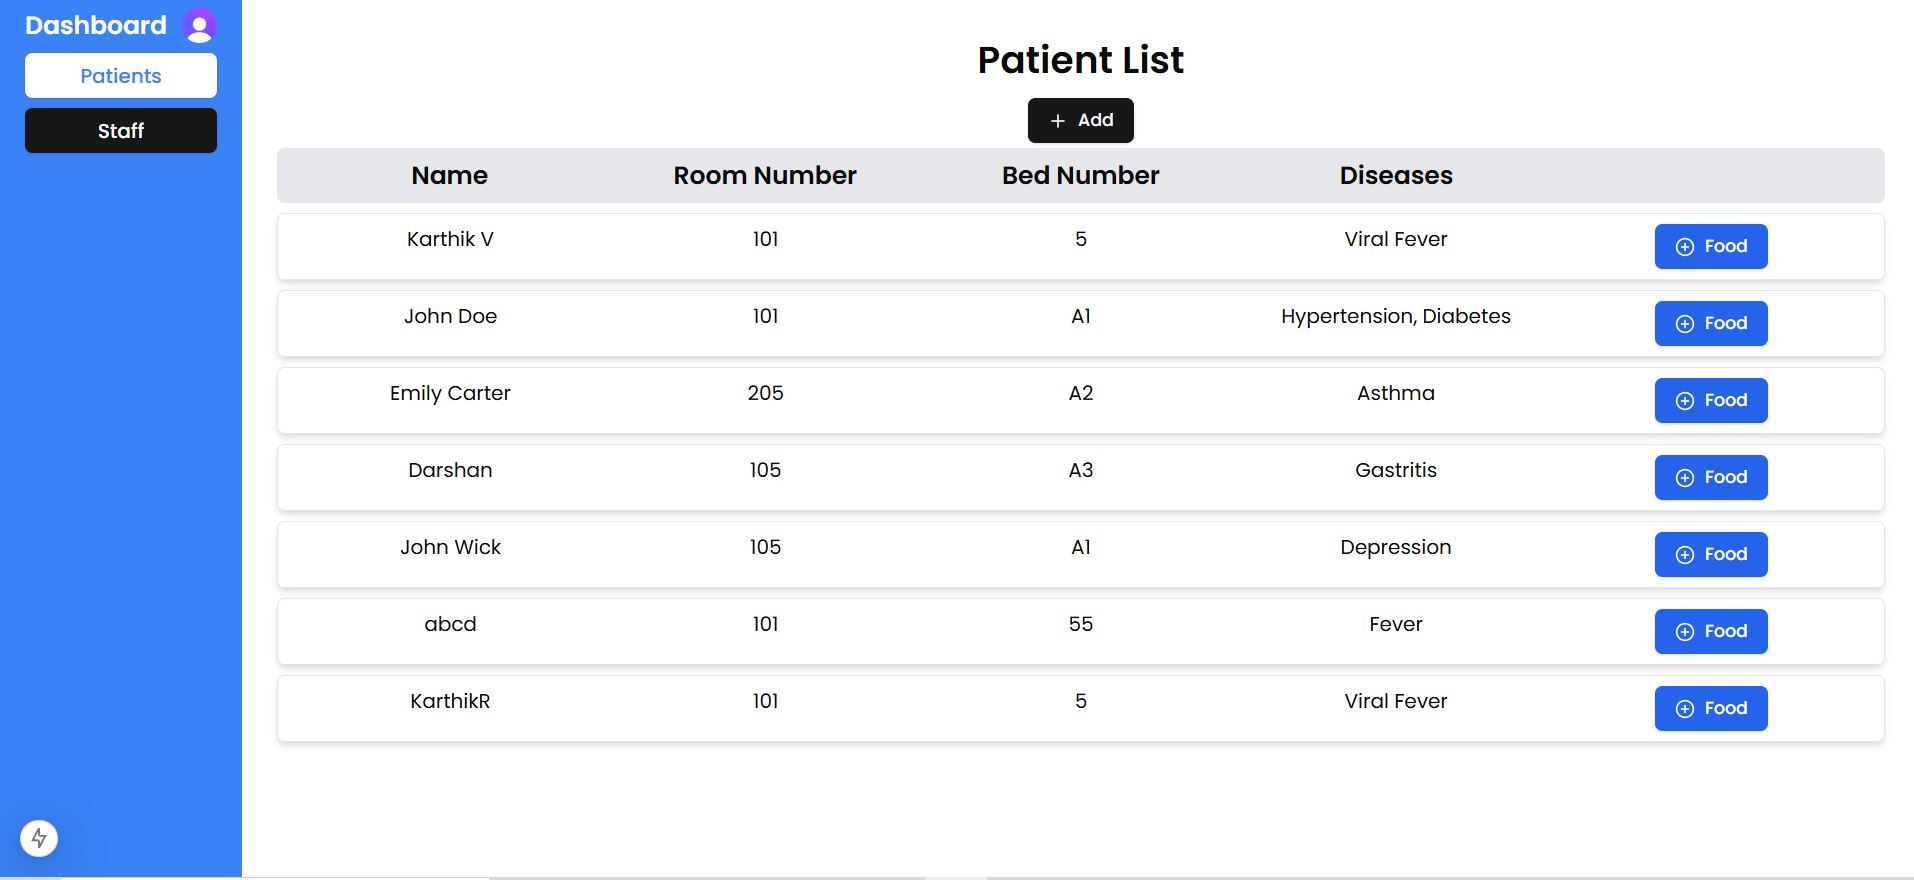 Dashboard
Patients
Staff
Patient List
Add
Name Room Number Bed Number Diseases
Karthik V 101 5 Viral Fever Food
John Doe 101 A1 Hypertension, Diabetes Food
Emily Carter 205 A2 Asthma Food
Darshan 105 A3 Gastritis Food
John Wick 105 A1 Depression Food
abcd 101 55 Fever Food
KarthikR 101 5 Viral Fever Food